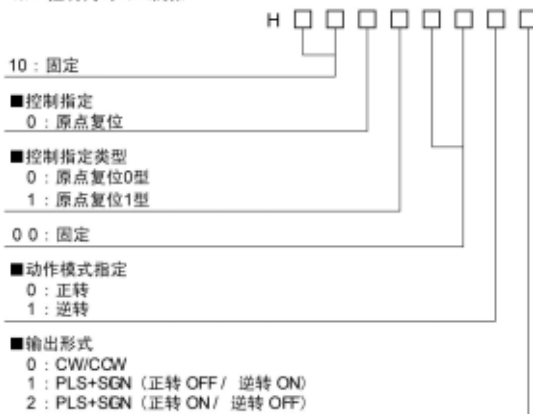 H □ □ □ □ □ □ □ □
10：固定
■控制指定
0：原点复位
■控制指定类型
0：原点复位0型
1：原点复位1型
0 0：固定
■动作模式指定
0：正转
1：逆转
■输出形式
0：CW/CCW
1：PLS+SIGN（正转 OFF / 逆转 ON）
2：PLS+SIGN（正转 ON / 逆转 OFF）